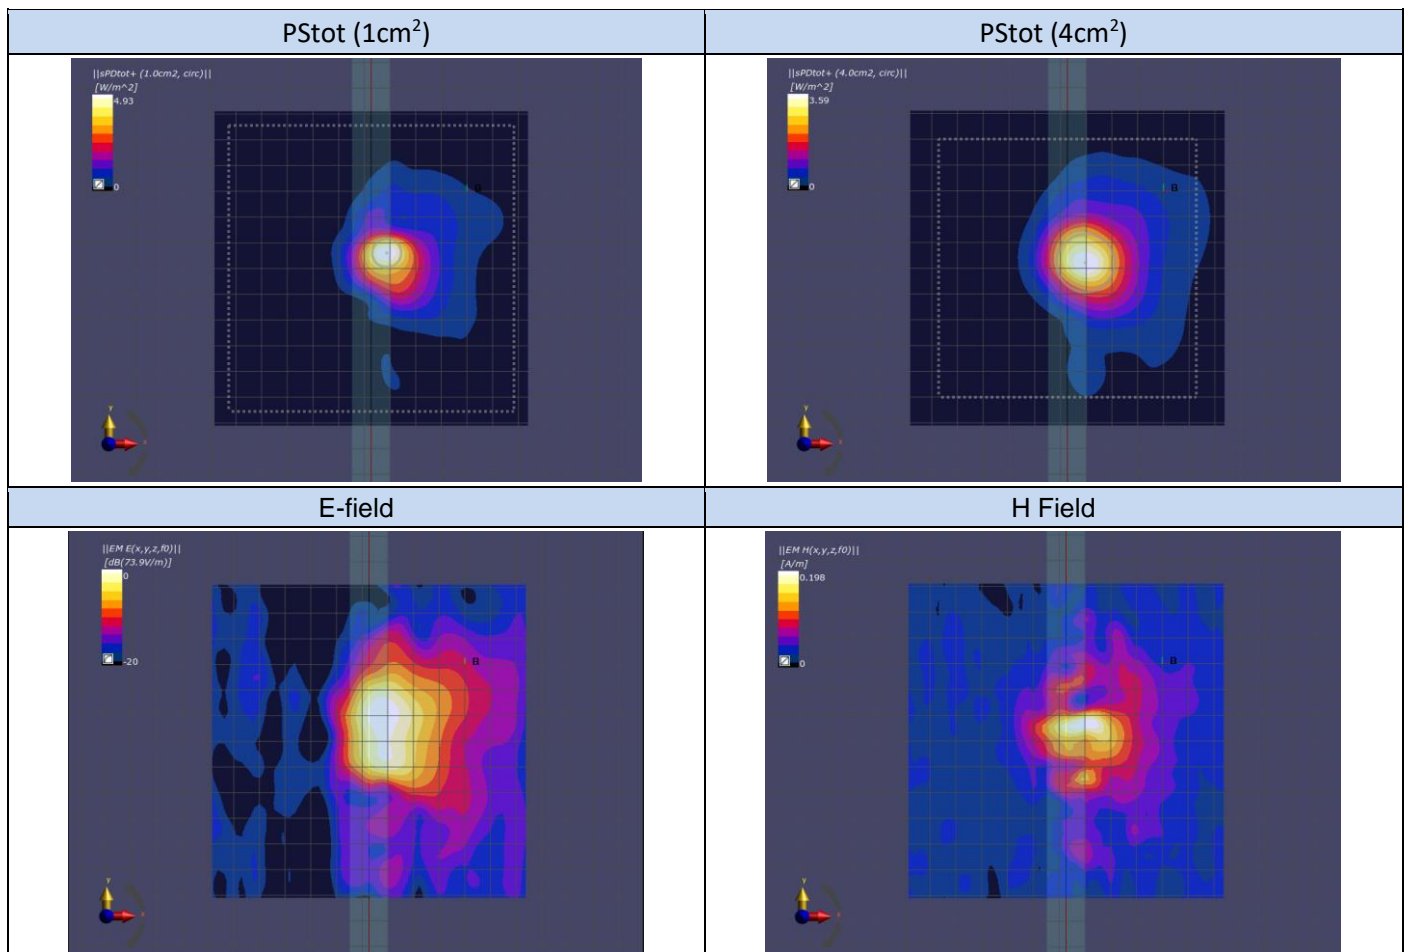 PStot (1cm²)
PStot (4cm²)
||sPDtot+ (1.0cm2, circ)||
[W/m^2]
4.93
0
B
y
x
||sPDtot+ (4.0cm2, circ)||
[W/m^2]
3.59
0
B
y
x
E-field
H Field
||EM E(x,y,z,f0)||
[dB(73.9V/m)]
0
-20
B
y
x
||EM H(x,y,z,f0)||
[A/m]
0.198
0
B
y
x